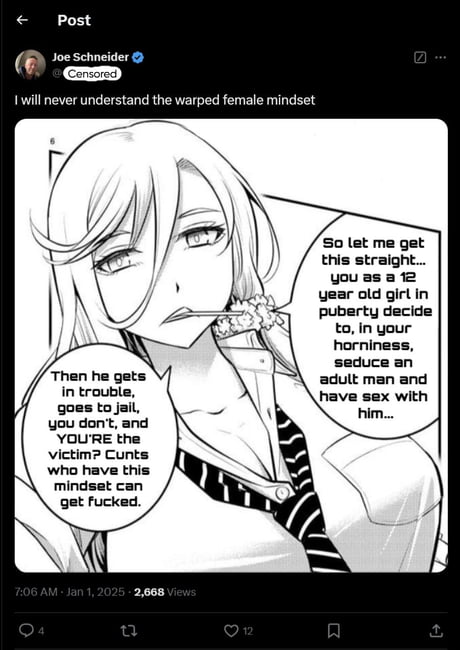 Post
Joe Schneider
@ Censored
I will never understand the warped female mindset
6
So let me get
this straight...
you as a 12
year old girl in
puberty decide
to, in your
horniness,
seduce an
adult man and
have sex with
him...
Then he gets
in trouble,
goes to jail,
you don't, and
YOU'RE the
victim? Cunts
who have this
mindset can
get fucked.
7:06 AM · Jan 1, 2025 · 2,668 Views
4 12